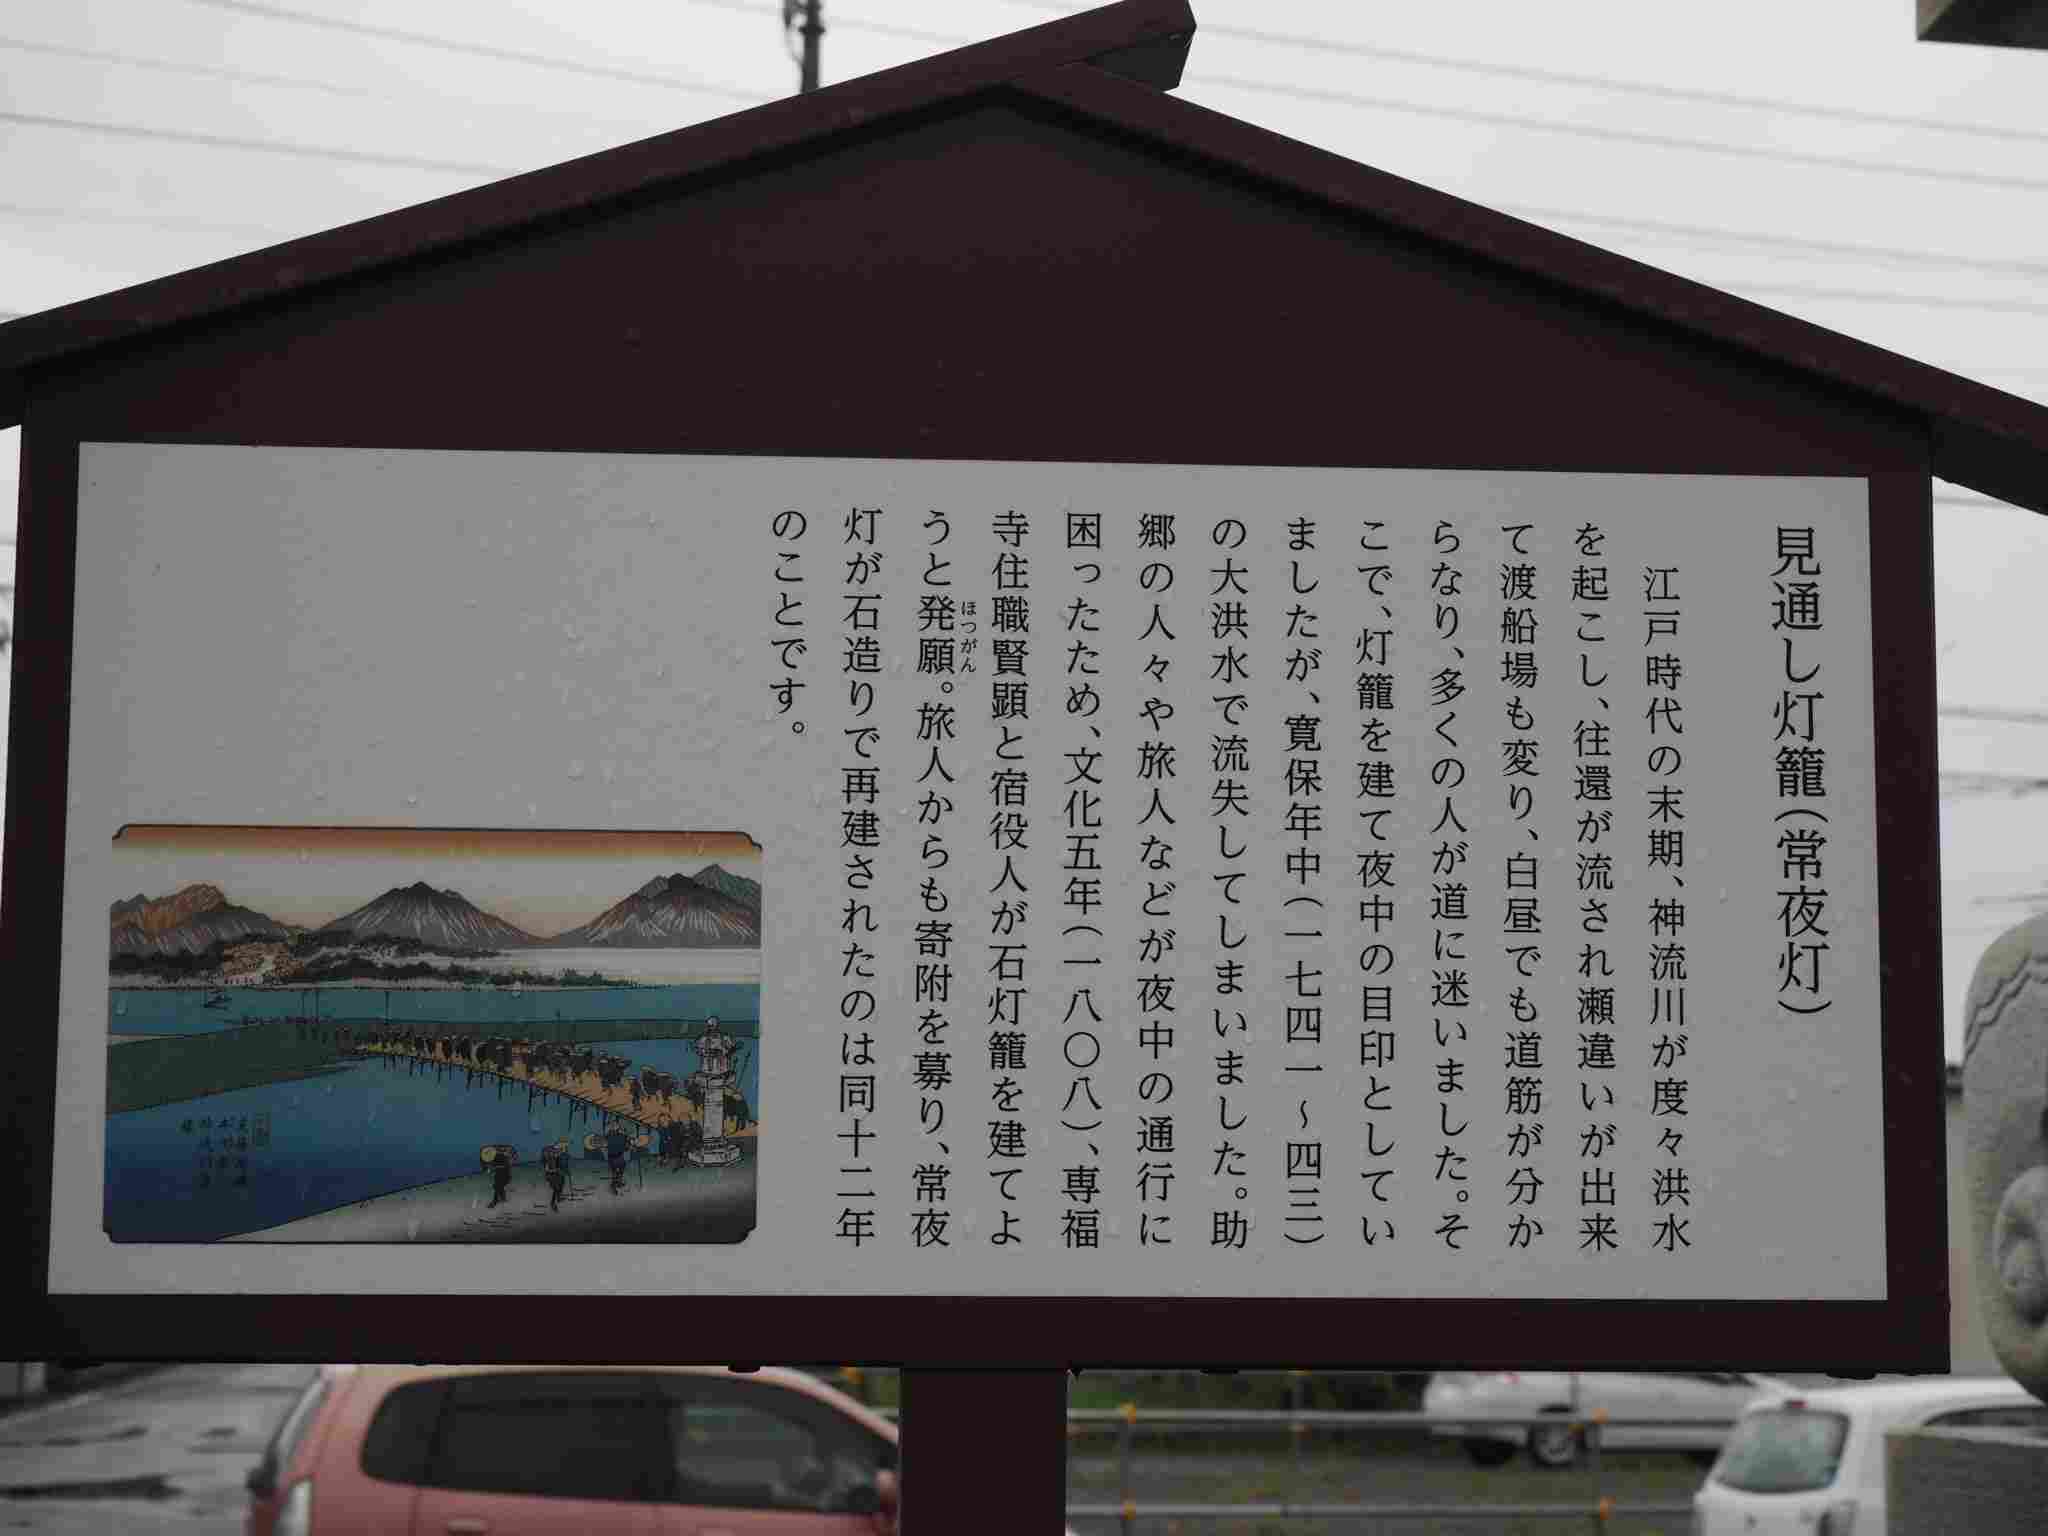 見通し灯籠(常夜灯)
江戸時代の末期、神流川が度々洪水
を起こし、往還が流され瀬違いが出来
て渡船場も変り、白昼でも道筋が分か
らなり、多くの人が道に迷いました。そ
こで、灯籠を建て夜中の目印としてい
ましたが、寛保年中(一七四一～四三)
の大洪水で流失してしまいました。助
郷の人々や旅人などが夜中の通行に
困ったため、文化五年(一八〇八)、専福
寺住職賢顕と宿役人が石灯籠を建てよ
うと発願。旅人からも寄附を募り、常夜
ほつがん
灯が石造りで再建されたのは同十二年
のことです。